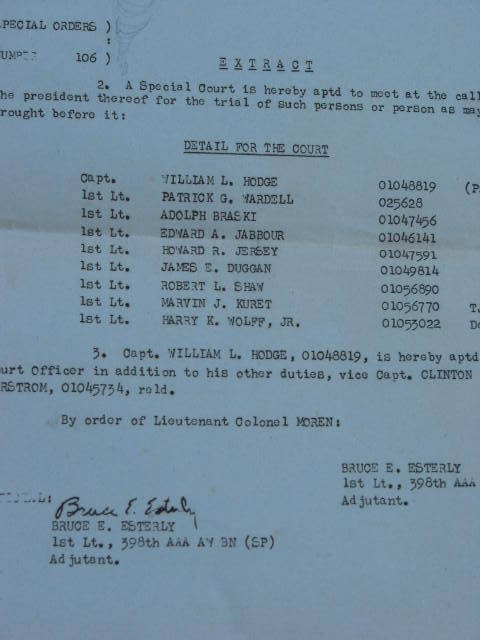 SPECIAL ORDERS )
:
106 )
E X T R A C T
2. A Special Court is hereby aptd to meet at the call
the president thereof for the trial of such persons or person as may
brought before it:
DETAIL FOR THE COURT
Capt. WILLIAM L. HODGE 01048819
1st Lt. PATRICK G. WARDELL 025628
1st Lt. ADOLPH BRASKI 01047456
1st Lt. EDWARD A. JABBOUR 01046141
1st Lt. HOWARD R. JERSEY 01047591
1st Lt. JAMES E. DUGGAN 01049814
1st Lt. ROBERT L. SHAW 01056890
1st Lt. MARVIN J. KURET 01056770
1st Lt. HARRY K. WOLFF, JR. 01053022
3. Capt. WILLIAM L. HODGE, 01048819, is hereby aptd
Court Officer in addition to his other duties, vice Capt. CLINTON
RSTROM, 01045734, reld.
By order of Lieutenant Colonel MOREN:
BRUCE E. ESTERLY
1st Lt., 398th AAA
Adjutant.
Bruce E. Esterly
BRUCE E. ESTERLY
1st Lt., 398th AAA AW BN (SP)
Adjutant.